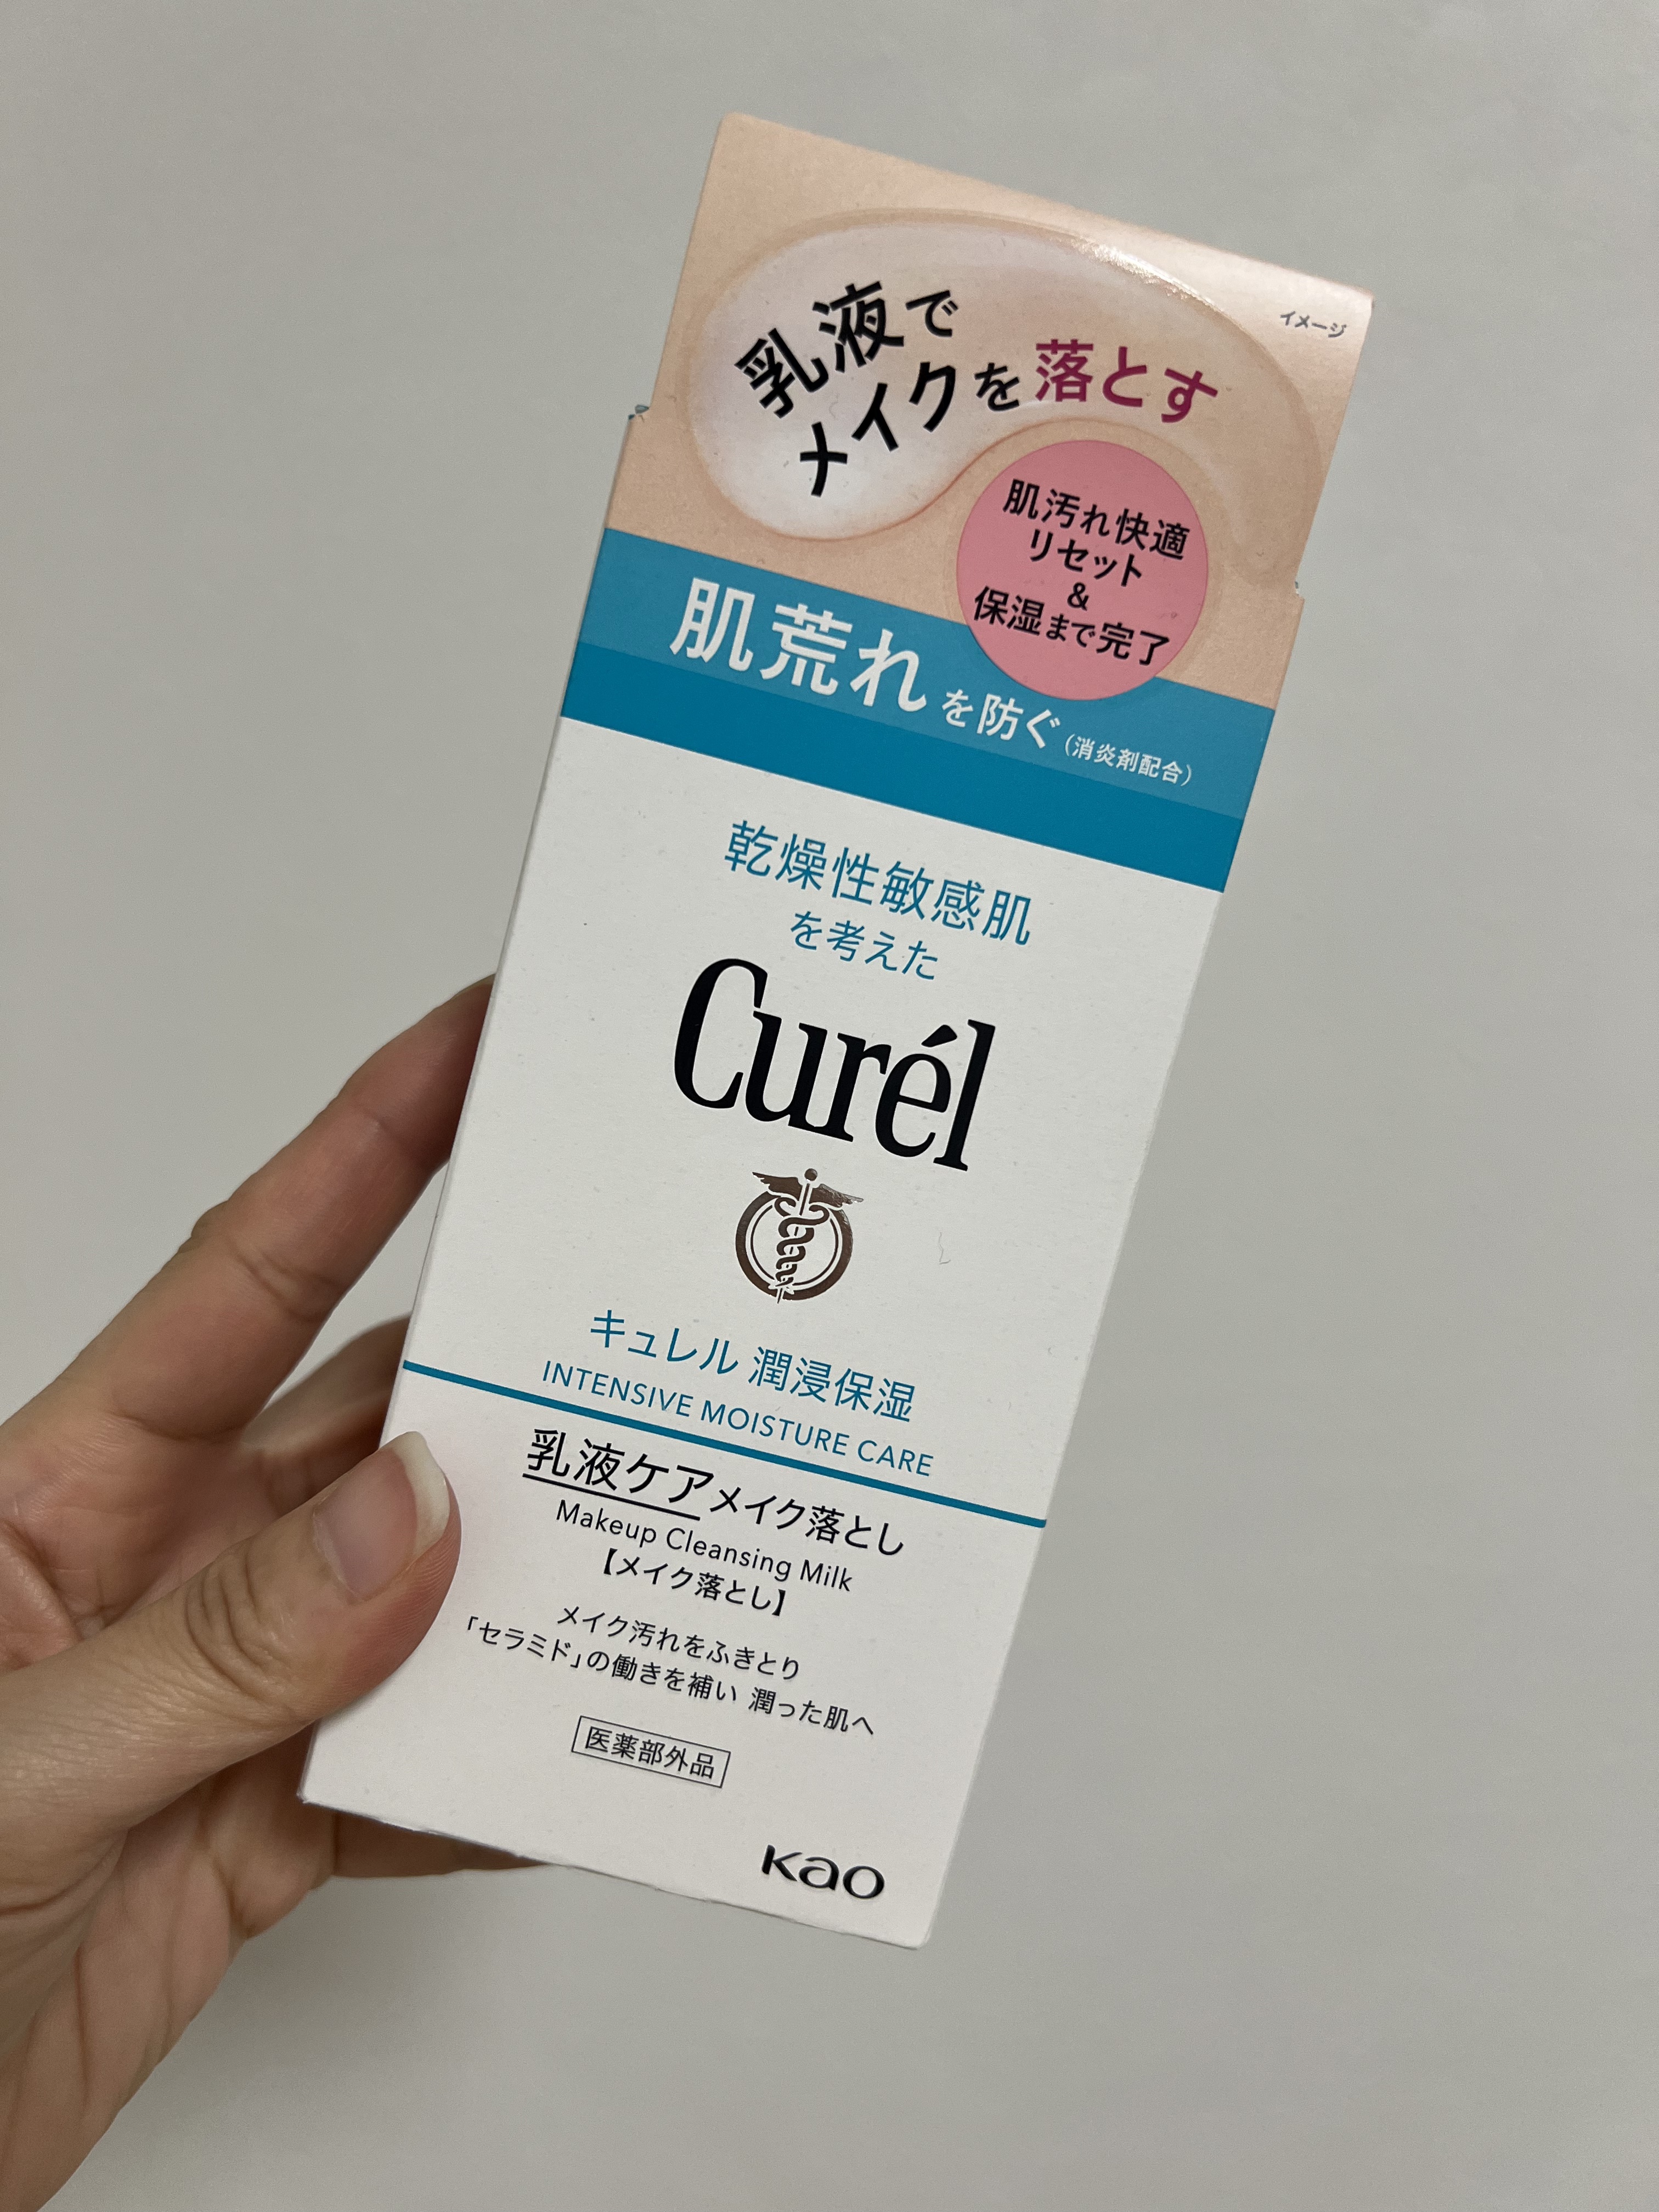 イメージ
乳液で
メイクを落とす
肌汚れ快適
リセット
&
保湿まで完了
肌荒れを防ぐ(消炎剤配合)
乾燥性敏感肌
を考えた
Curél
キュレル 潤浸保湿
INTENSIVE MOISTURE CARE
乳液ケアメイク落とし
Makeup Cleansing Milk
【メイク落とし】
メイク汚れをふきとり
「セラミド」の働きを補い 潤った肌へ
医薬部外品
Kao